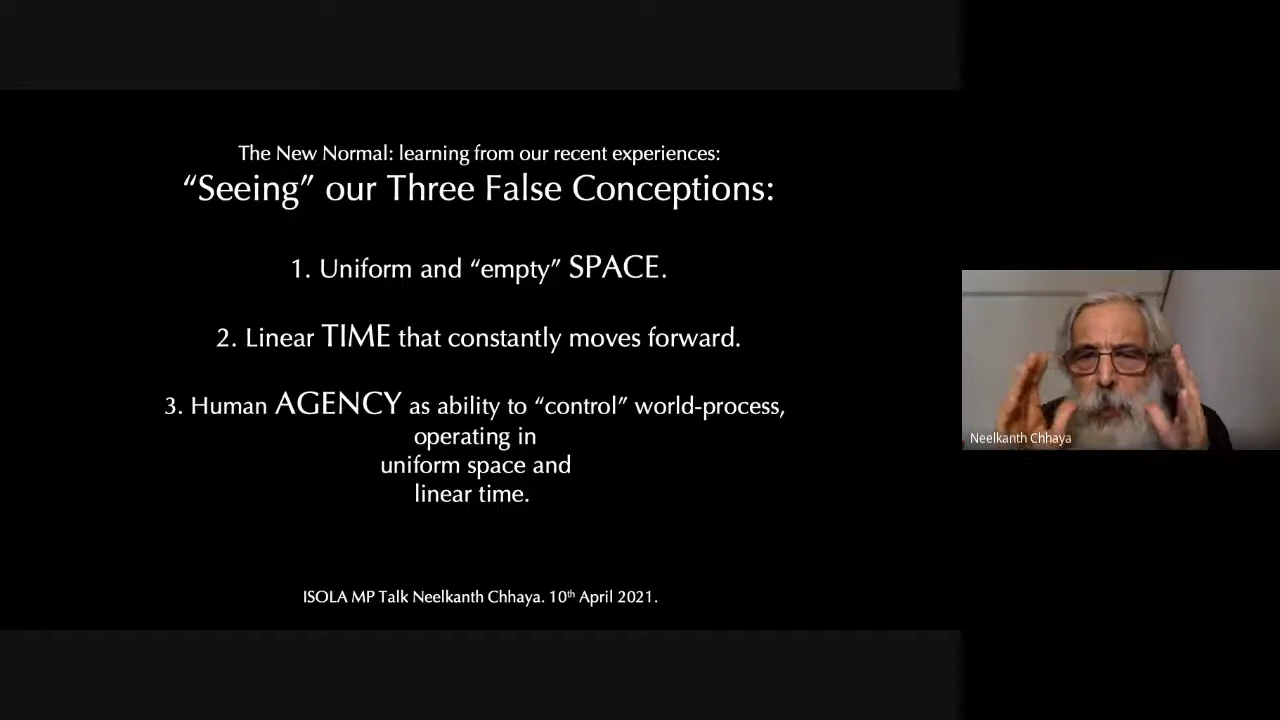 The New Normal: learning from our recent experiences:
“Seeing” our Three False Conceptions:
1. Uniform and “empty” SPACE.
2. Linear TIME that constantly moves forward.
3. Human AGENCY as ability to “control” world-process,
operating in
uniform space and
linear time.
ISOLA MP Talk Neelkanth Chhaya. 10th April 2021.
Neelkanth Chhaya